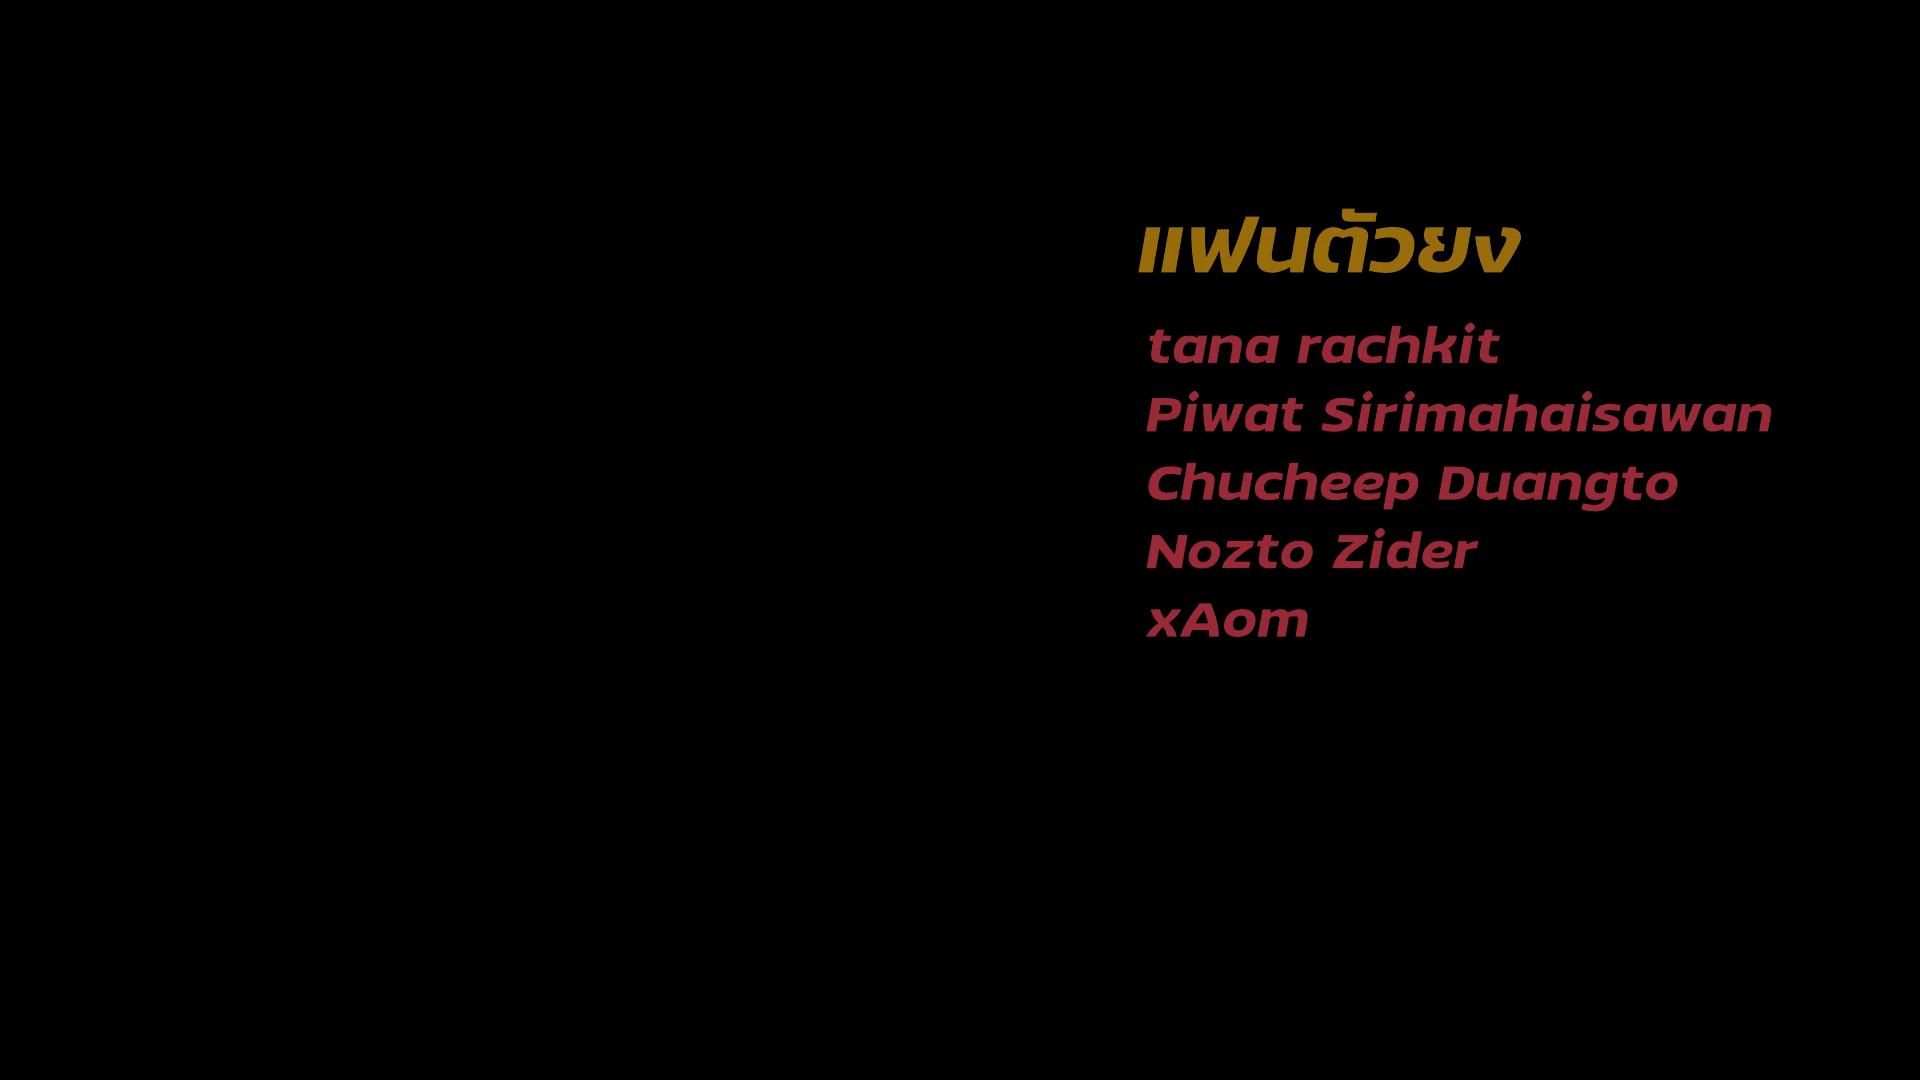 แฟนตัวยง
tana rachkit
Piwat Sirimahaisawan
Chucheep Duangto
Nozto Zider
xAom